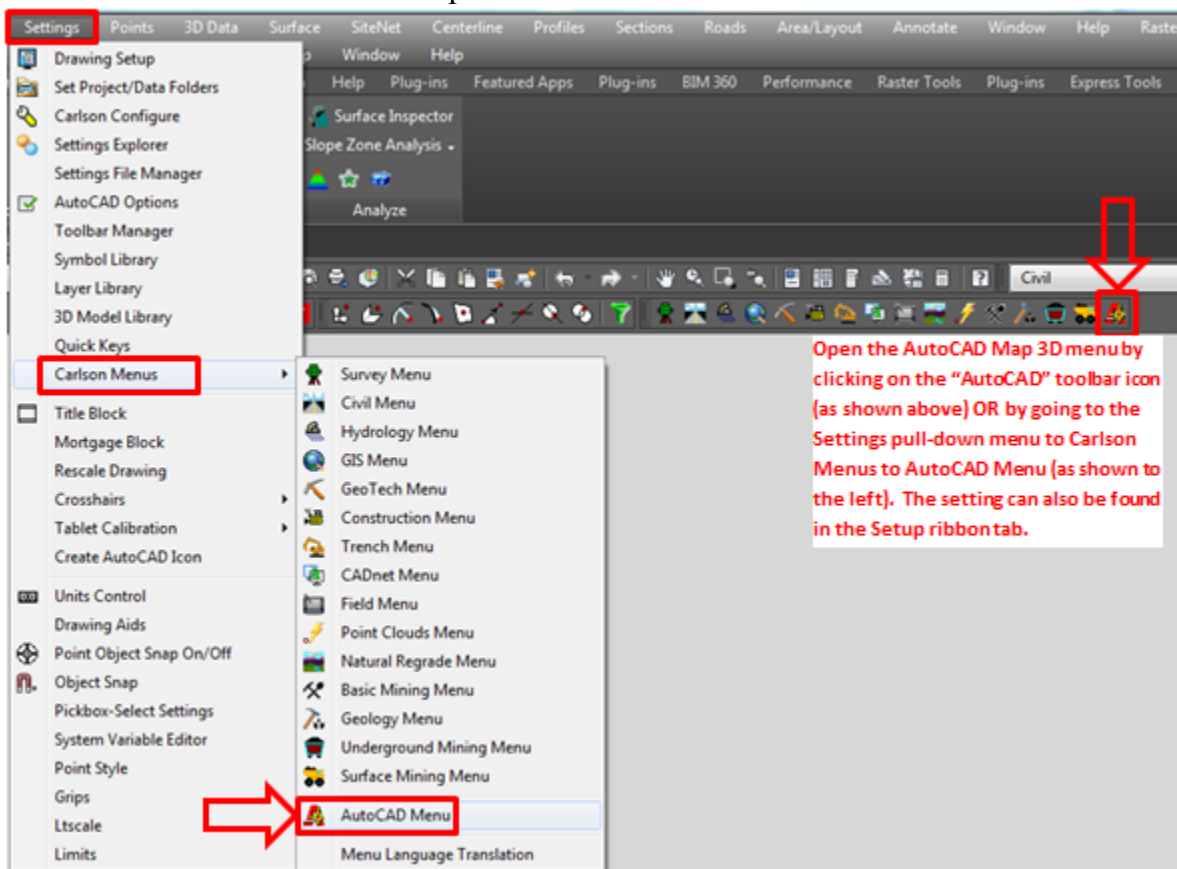 Settings Points 3D Data Surface SiteNet Centerline Profiles Sections Roads Area/Layout Annotate Window Help Raste
p Window Help
Help Plug-ins Featured Apps Plug-ins BIM 360 Performance Raster Tools Plug-ins Express Tools
Surface Inspector
Slope Zone Analysis
Analyze
Civil
Drawing Setup
Set Project/Data Folders
Carlson Configure
Settings Explorer
Settings File Manager
AutoCAD Options
Toolbar Manager
Symbol Library
Layer Library
3D Model Library
Quick Keys
Carlson Menus
Title Block
Mortgage Block
Rescale Drawing
Crosshairs
Tablet Calibration
Create AutoCAD Icon
Units Control
Drawing Aids
Point Object Snap On/Off
Object Snap
Pickbox-Select Settings
System Variable Editor
Point Style
Grips
Ltscale
Limits
Survey Menu
Civil Menu
Hydrology Menu
GIS Menu
GeoTech Menu
Construction Menu
Trench Menu
CADnet Menu
Field Menu
Point Clouds Menu
Natural Regrade Menu
Basic Mining Menu
Geology Menu
Underground Mining Menu
Surface Mining Menu
AutoCAD Menu
Menu Language Translation
Open the AutoCAD Map 3D menu by
clicking on the “AutoCAD” toolbar icon
(as shown above) OR by going to the
Settings pull-down menu to Carlson
Menus to AutoCAD Menu (as shown to
the left). The setting can also be found
in the Setup ribbon tab.